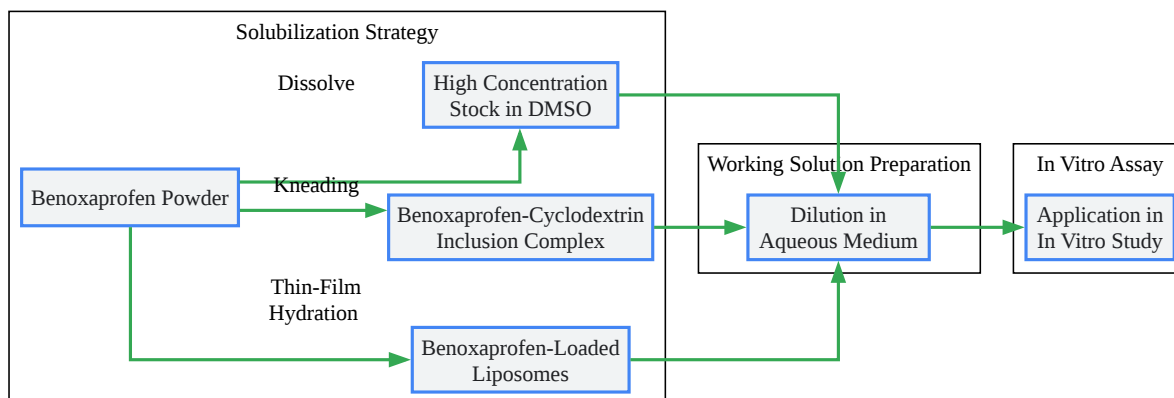 Solubilization Strategy
Dissolve
High Concentration
Stock in DMSO
Working Solution Preparation
In Vitro Assay
Benoxaprofen Powder
Kneading
Benoxaprofen-Cyclodextrin
Inclusion Complex
Dilution in
Aqueous Medium
Application in
In Vitro Study
Thin-Film
Hydration
Benoxaprofen-Loaded
Liposomes